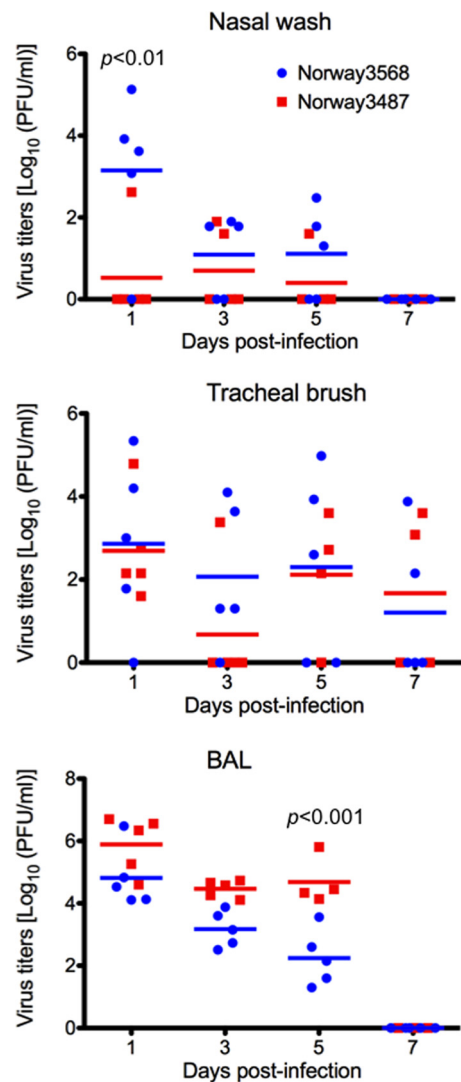 Nasal wash
p<0.01
Norway3568
Norway3487
Virus titers [Log10 (PFU/ml)]
6
4
2
0
1 3 5 7
Days post-infection
Tracheal brush
Virus titers [Log10 (PFU/ml)]
6
4
2
0
1 3 5 7
Days post-infection
BAL
p<0.001
Virus titers [Log10 (PFU/ml)]
8
6
4
2
0
1 3 5 7
Days post-infection